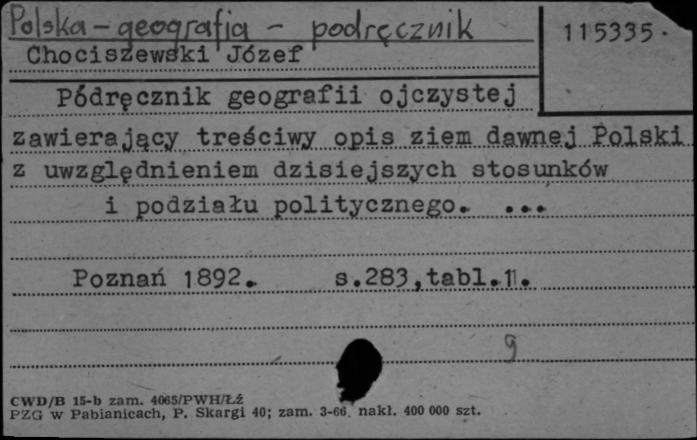 Polska - geografia - podręcznik
115335.
Chociszewski Józef
Pódręcznik geografii ojczystej
zawierający treściwy opis ziem dawnej Polski
z uwzględnieniem dzisiejszych stosunków
i podziału politycznego. ...
Poznań 1892. s.283,tabl.11.
9
CWD/B 15-b zam. 4065/PWH/Łź
PZG w Pabianicach, P. Skargi 40; zam. 3-66. nakł. 400 000 szt.